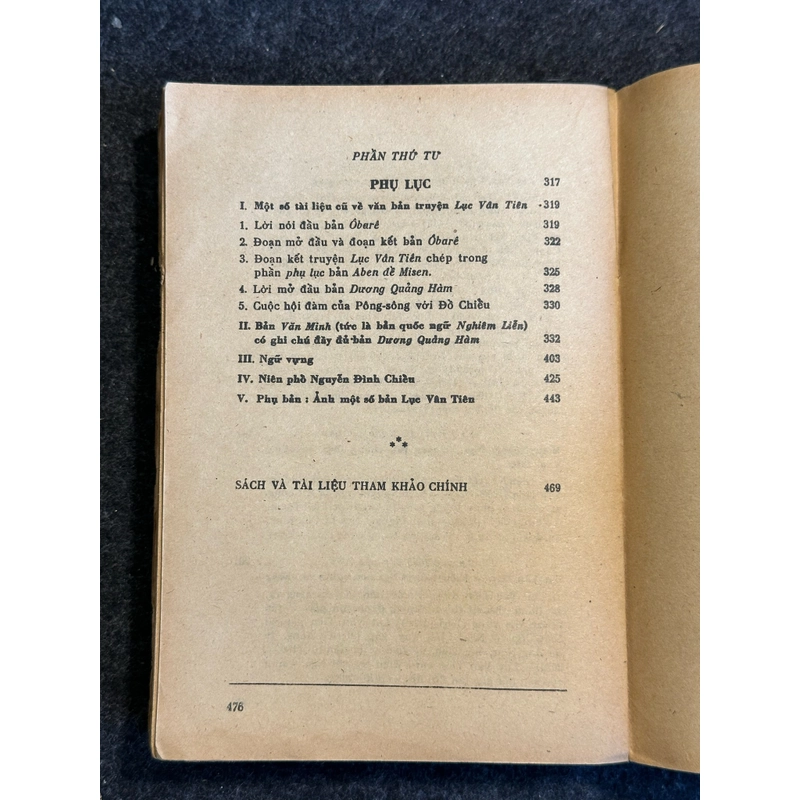 PHẦN THỨ TƯ
PHỤ LỤC 317
I. Một số tài liệu cũ về văn bản truyện Lục Vân Tiên -319
1. Lời nói đầu bản Ôbarê 319
2. Đoạn mở đầu và đoạn kết bản Ôbarê 322
3. Đoạn kết truyện Lục Vân Tiên chép trong
phần phụ lục bản Aben đề Misen. 325
4. Lời mở đầu bản Dương Quảng Hàm 328
5. Cuộc hội đàm của Pông-sông với Đồ Chiểu 330
II. Bản Văn Minh (tức là bản quốc ngữ Nghiêm Liễn)
có ghi chú đầy đủ bản Dương Quảng Hàm 332
III. Ngữ vựng 403
IV. Niên phổ Nguyễn Đình Chiểu 425
V. Phụ bản : Ảnh một số bản Lục Vân Tiên 443
***
SÁCH VÀ TÀI LIỆU THAM KHẢO CHÍNH 469
476